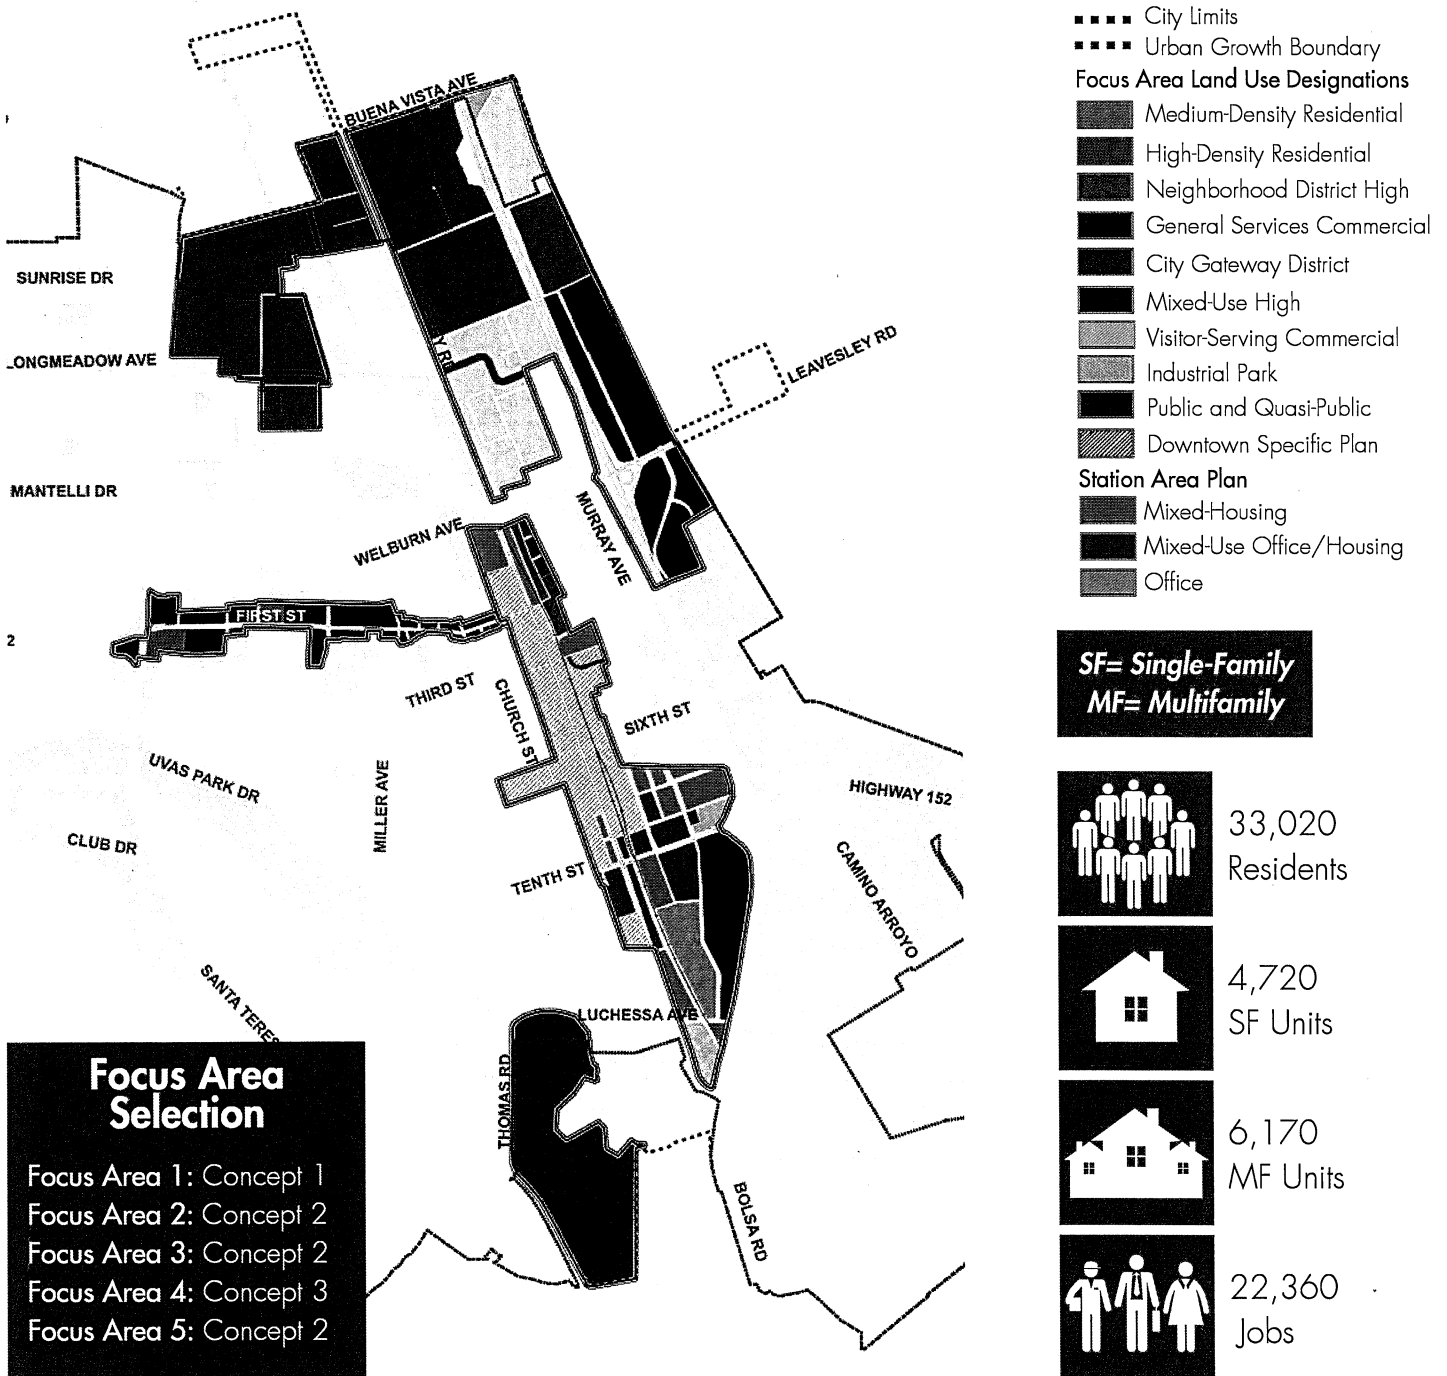 City Limits
Urban Growth Boundary
Focus Area Land Use Designations
Medium-Density Residential
High-Density Residential
Neighborhood District High
General Services Commercial
City Gateway District
Mixed-Use High
Visitor-Serving Commercial
Industrial Park
Public and Quasi-Public
Downtown Specific Plan
Station Area Plan
Mixed-Housing
Mixed-Use Office/Housing
Office
SF= Single-Family
MF= Multifamily
33,020
Residents
4,720
SF Units
6,170
MF Units
22,360
Jobs
BUENA VISTA AVE
SUNRISE DR
ONGMEADOW AVE
Y RD
LEAVESLEY RD
MANTELLI DR
WELBURN AVE
MURRAY AVE
FIRST ST
2
THIRD ST
CHURCH ST
SIXTH ST
UVAS PARK DR
MILLER AVE
HIGHWAY 152
CLUB DR
TENTH ST
CAMINO ARROYO
SANTA TERES
LUCHESSA AVE
THOMAS RD
BOLSA RD
Focus Area
Selection
Focus Area 1: Concept 1
Focus Area 2: Concept 2
Focus Area 3: Concept 2
Focus Area 4: Concept 3
Focus Area 5: Concept 2